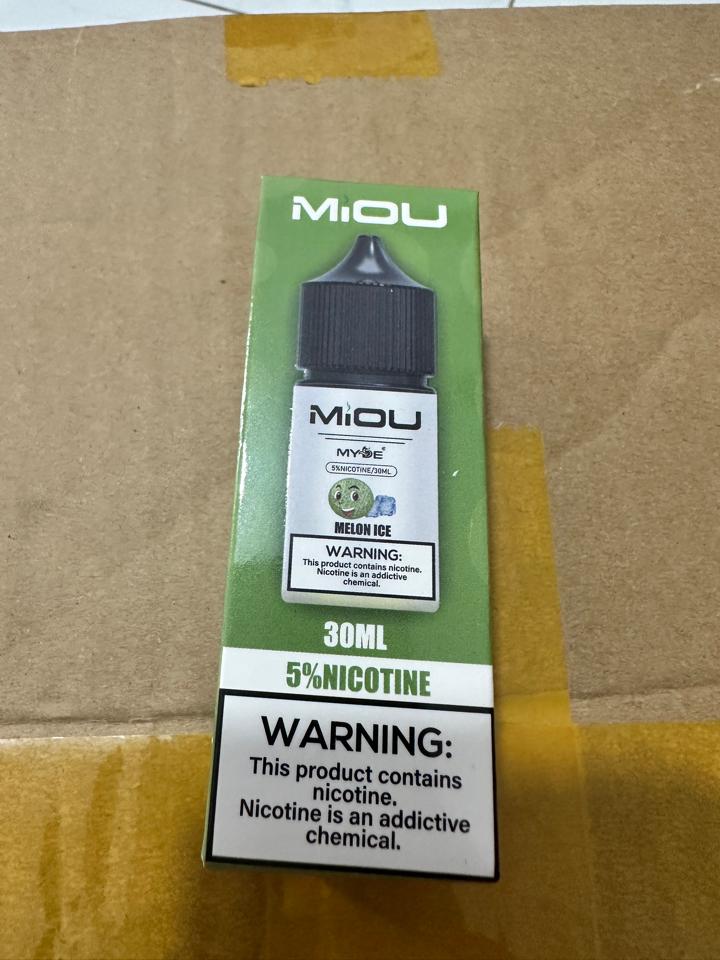 MiOU
MiOU
5%NICOTINE/30ML
MELON ICE
WARNING:
This product contains nicotine.
Nicotine is an addictive
chemical.
30ML
5%NICOTINE
WARNING:
This product contains
nicotine.
Nicotine is an addictive
chemical.